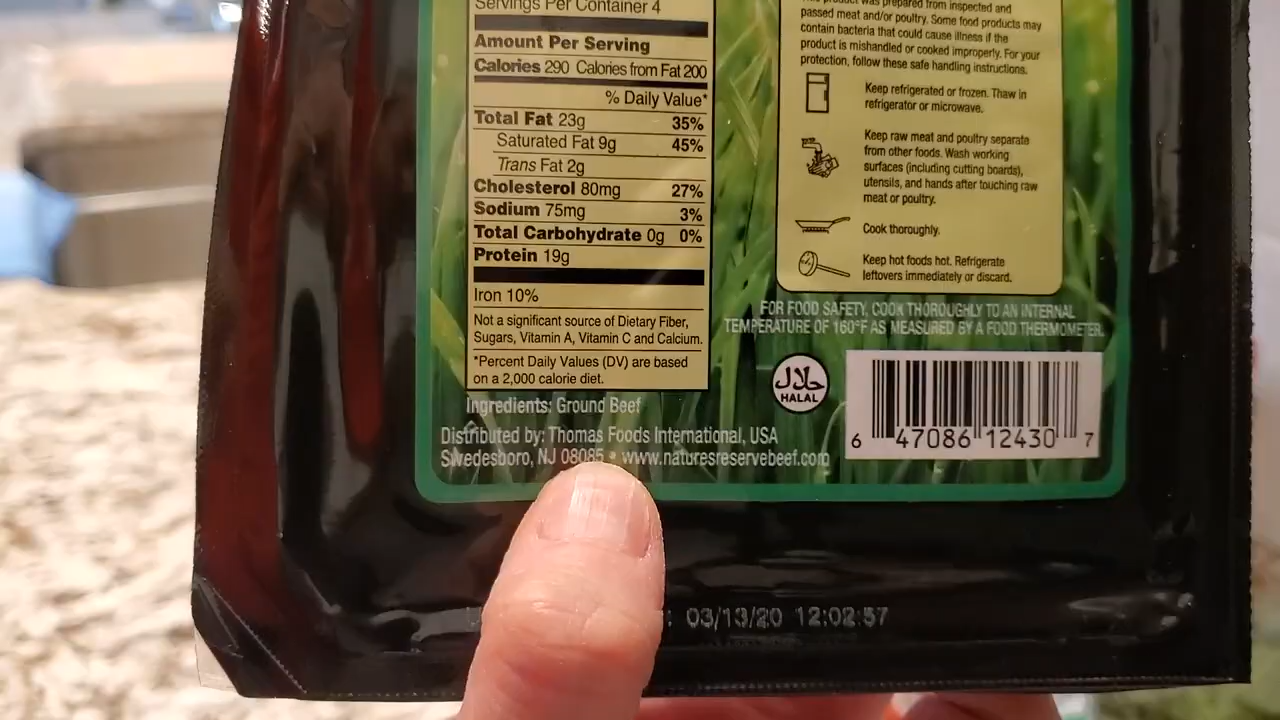 Servings Per Container 4
Amount Per Serving
Calories 290 Calories from Fat 200
% Daily Value*
Total Fat 23g 35%
Saturated Fat 9g 45%
Trans Fat 2g
Cholesterol 80mg 27%
Sodium 75mg 3%
Total Carbohydrate 0g 0%
Protein 19g
Iron 10%
Not a significant source of Dietary Fiber,
Sugars, Vitamin A, Vitamin C and Calcium.
*Percent Daily Values (DV) are based
on a 2,000 calorie diet.
Ingredients: Ground Beef
Distributed by: Thomas Foods International, USA
Swedesboro, NJ 08085 • www.naturesreservebeef.com
product was prepared from inspected and
passed meat and/or poultry. Some food products may
contain bacteria that could cause illness if the
product is mishandled or cooked improperly. For your
protection, follow these safe handling instructions.
Keep refrigerated or frozen. Thaw in
refrigerator or microwave.
Keep raw meat and poultry separate
from other foods. Wash working
surfaces (including cutting boards),
utensils, and hands after touching raw
meat or poultry.
Cook thoroughly.
Keep hot foods hot. Refrigerate
leftovers immediately or discard.
FOR FOOD SAFETY, COOK THOROUGHLY TO AN INTERNAL
TEMPERATURE OF 160°F AS MEASURED BY A FOOD THERMOMETER.
حلال
HALAL
6 47086 12430 7
: 03/13/20 12:02:57